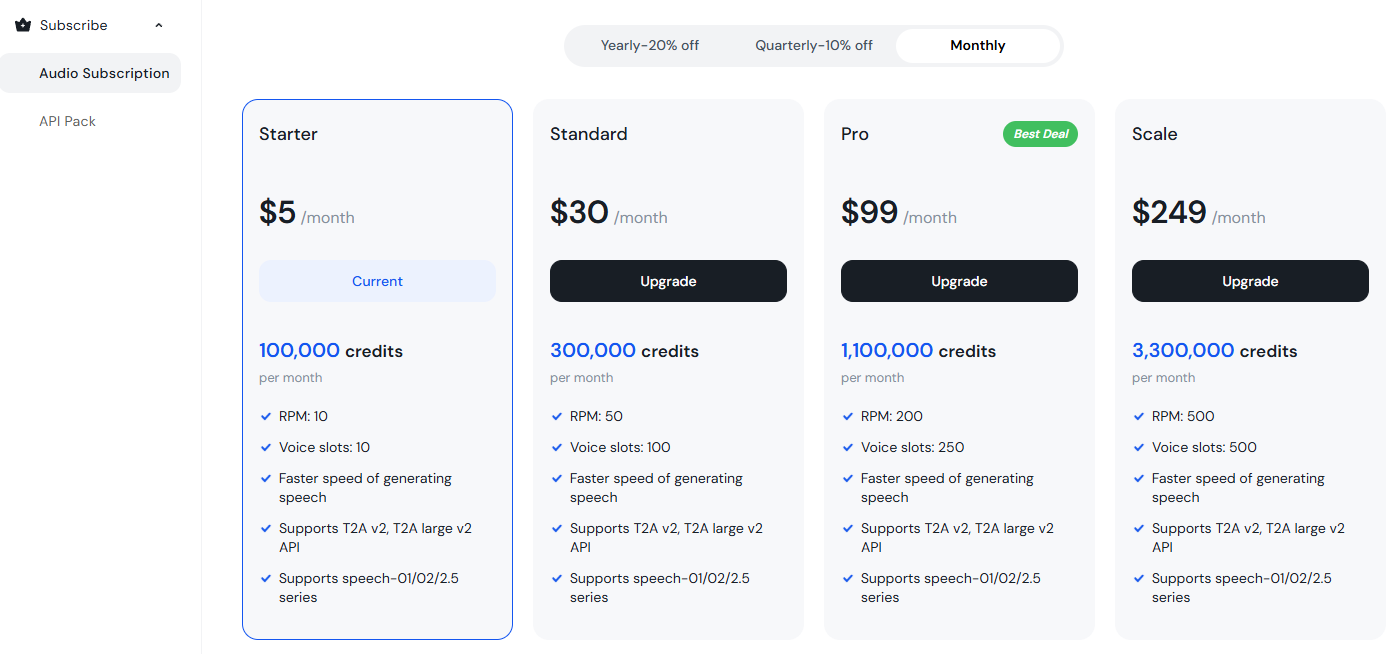 Subscribe
Audio Subscription
API Pack
Yearly-20% off
Quarterly-10% off
Monthly
Starter
$5 /month
Current
100,000 credits
per month
RPM: 10
Voice slots: 10
Faster speed of generating
speech
Supports T2A v2, T2A large v2
API
Supports speech-01/02/2.5
series
Standard
$30 /month
Upgrade
300,000 credits
per month
RPM: 50
Voice slots: 100
Faster speed of generating
speech
Supports T2A v2, T2A large v2
API
Supports speech-01/02/2.5
series
Pro
Best Deal
$99 /month
Upgrade
1,100,000 credits
per month
RPM: 200
Voice slots: 250
Faster speed of generating
speech
Supports T2A v2, T2A large v2
API
Supports speech-01/02/2.5
series
Scale
$249 /month
Upgrade
3,300,000 credits
per month
RPM: 500
Voice slots: 500
Faster speed of generating
speech
Supports T2A v2, T2A large v2
API
Supports speech-01/02/2.5
series